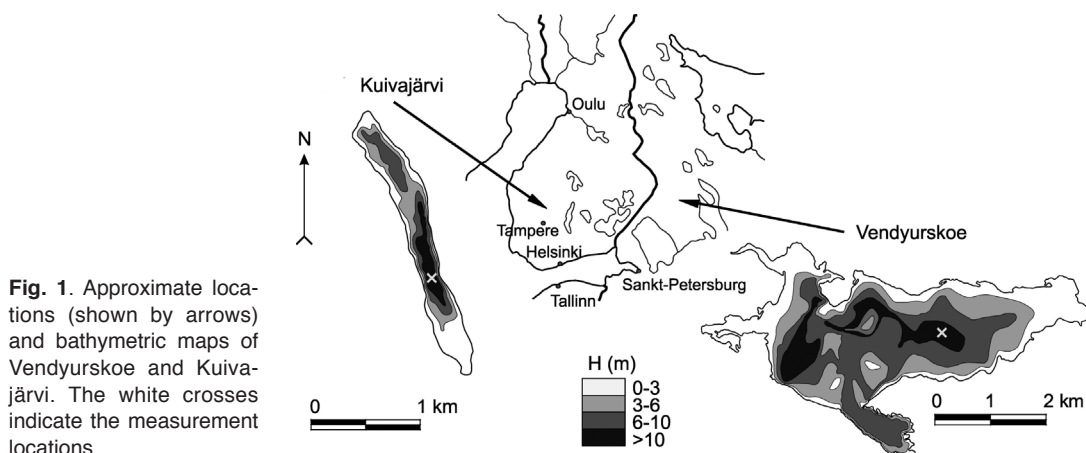 Kuivajärvi
N
Oulu
Tampere
Helsinki
Tallinn
Sankt-Petersburg
Vendyurskoe
H (m)
0-3
3-6
6-10
>10
0 1 km
0 1 2 km
Fig. 1. Approximate loca-
tions (shown by arrows)
and bathymetric maps of
Vendyurskoe and Kuiva-
järvi. The white crosses
indicate the measurement
locations